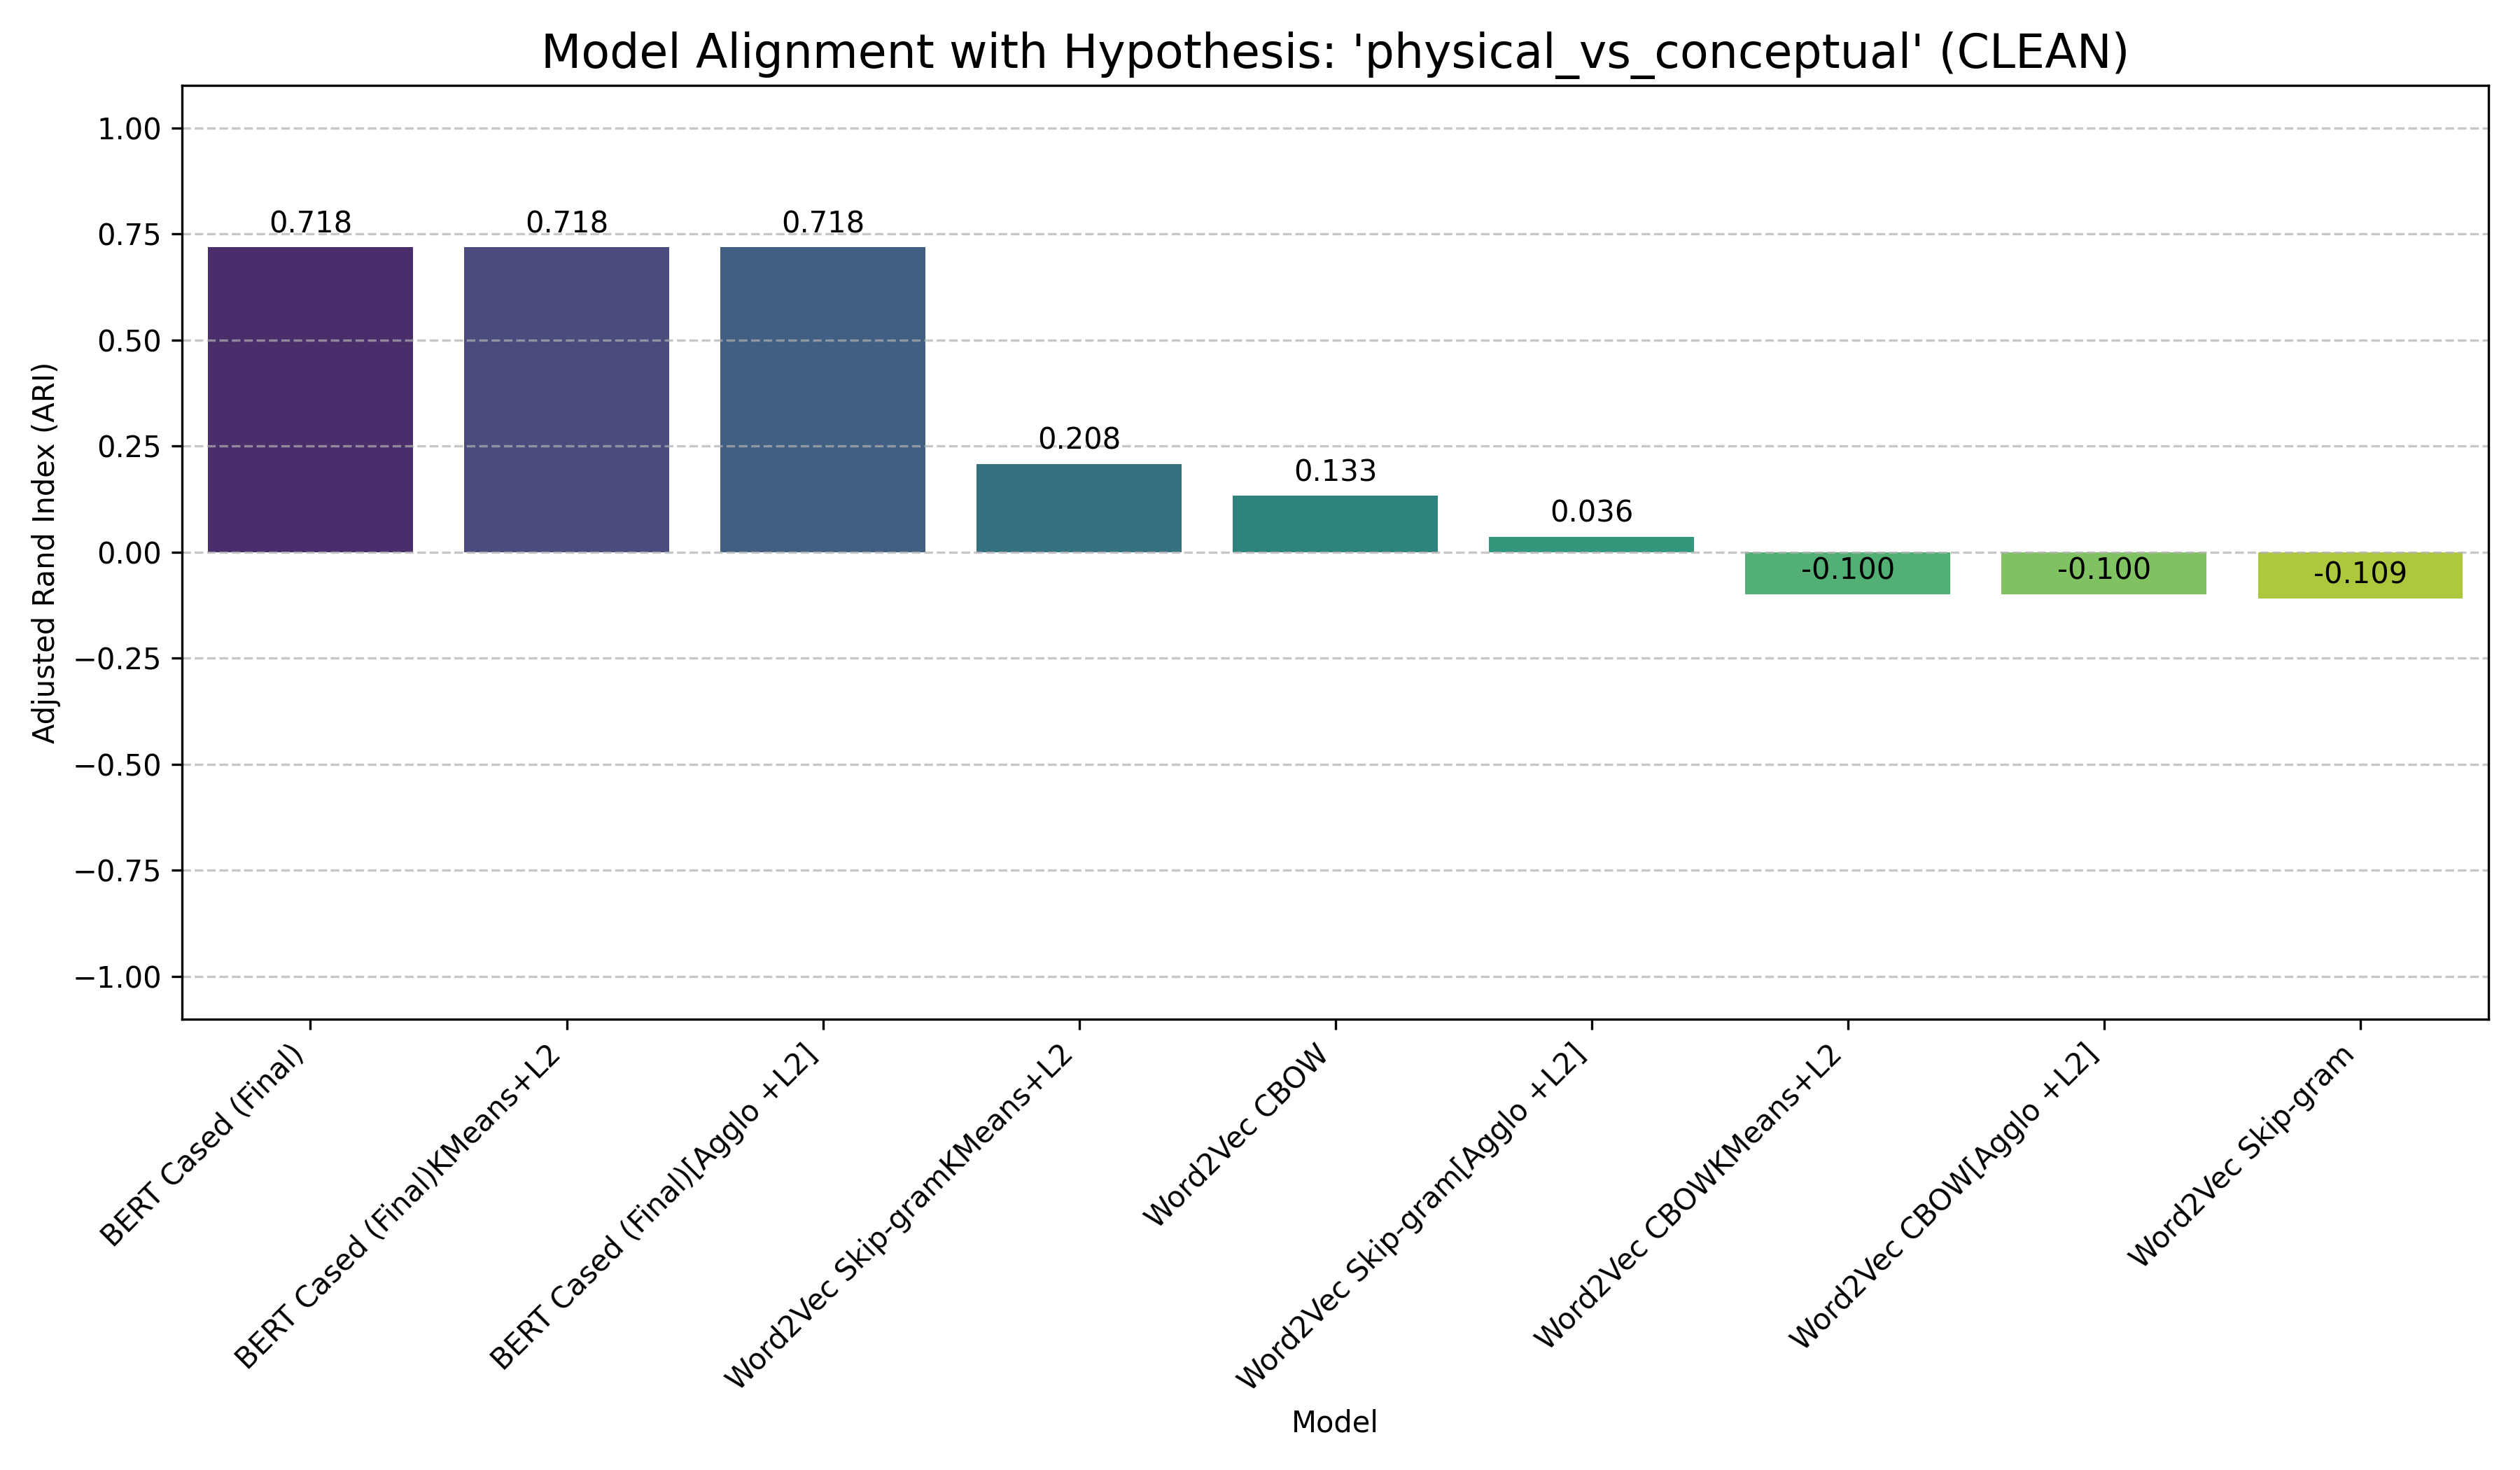 Model Alignment with Hypothesis: 'physical_vs_conceptual' (CLEAN)
Adjusted Rand Index (ARI)
1.00
0.75
0.50
0.25
0.00
−0.25
−0.50
−0.75
−1.00
0.718
0.718
0.718
0.208
0.133
0.036
-0.100
-0.100
-0.109
BERT Cased (Final)
BERT Cased (Final)KMeans+L2
BERT Cased (Final)[Agglo +L2]
Word2Vec Skip-gramKMeans+L2
Word2Vec CBOW
Word2Vec Skip-gram[Agglo +L2]
Word2Vec CBOWKMeans+L2
Word2Vec CBOW[Agglo +L2]
Word2Vec Skip-gram
Model